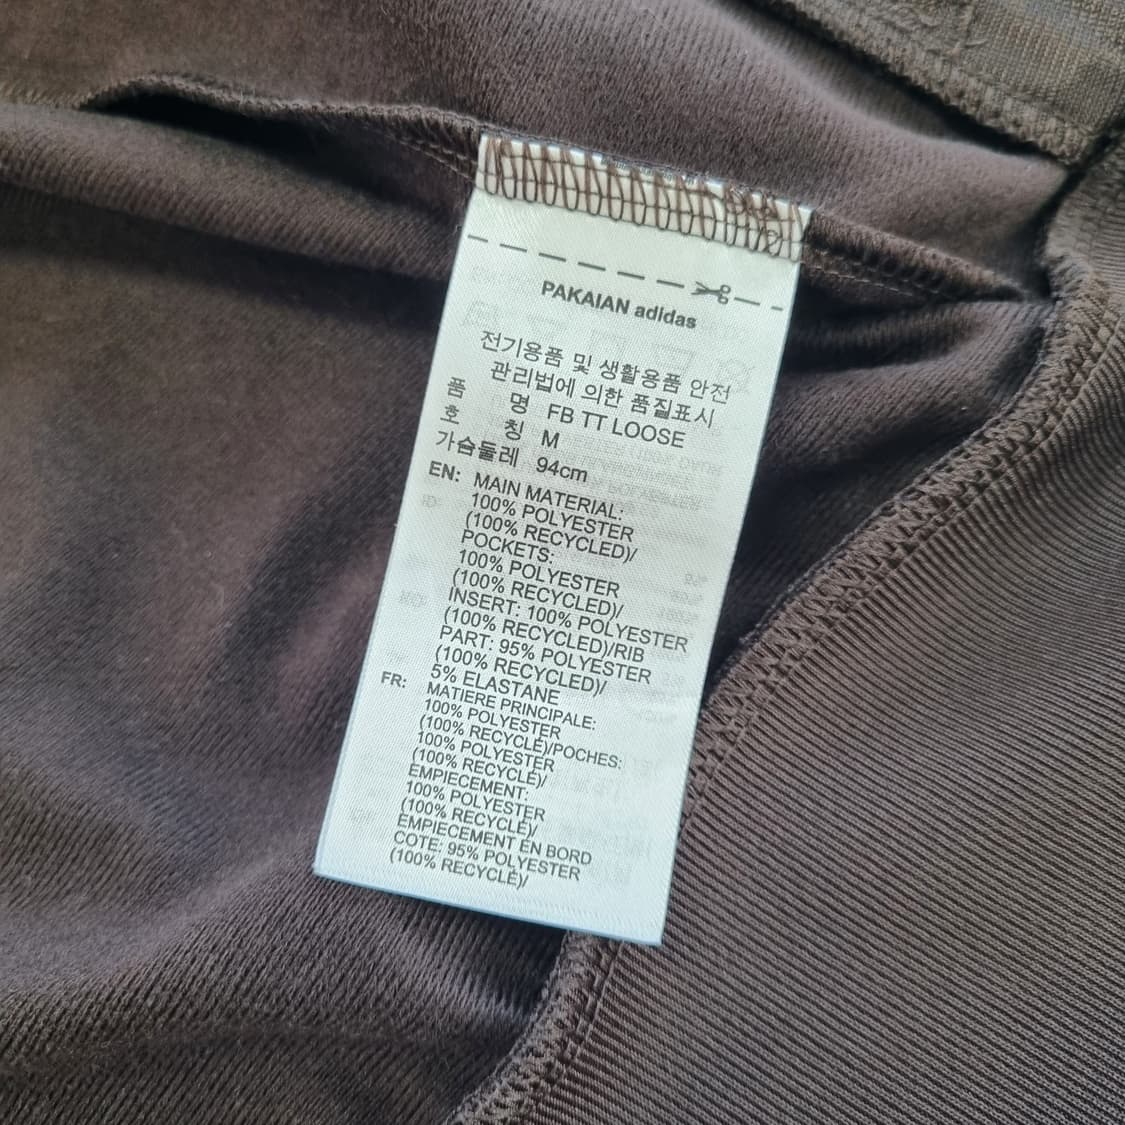 PAKAIAN adidas
전기용품 및 생활용품 안전
관리법에 의한 품질표시
품 명 FB TT LOOSE
호 칭 M
가슴둘레 94cm
EN: MAIN MATERIAL:
100% POLYESTER
(100% RECYCLED)/
POCKETS:
100% POLYESTER
(100% RECYCLED)/
INSERT: 100% POLYESTER
(100% RECYCLED)/RIB
PART: 95% POLYESTER
(100% RECYCLED)/
5% ELASTANE
FR: MATIERE PRINCIPALE:
100% POLYESTER
(100% RECYCLÉ)/POCHES:
100% POLYESTER
(100% RECYCLÉ)/
EMPIECEMENT:
100% POLYESTER
(100% RECYCLÉ)/
EMPIECEMENT EN BORD
COTE: 95% POLYESTER
(100% RECYCLÉ)/